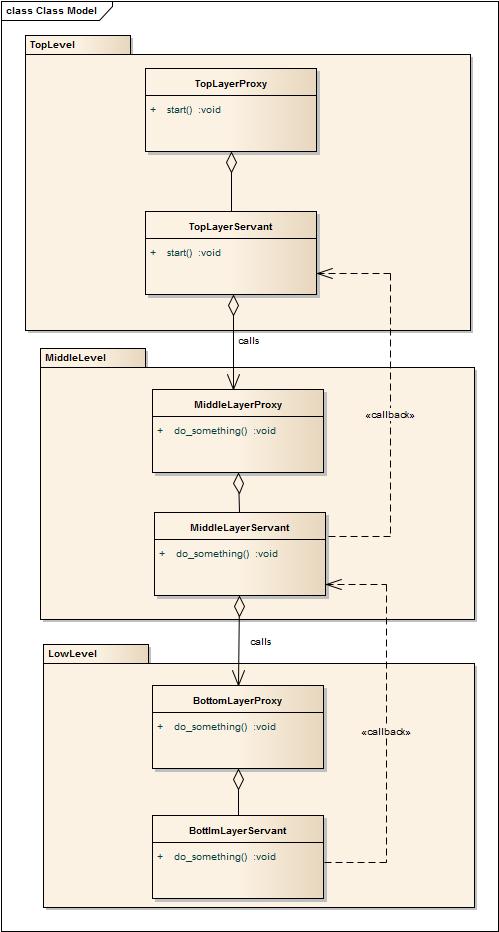 class Class Model
TopLevel
TopLayerProxy
+ start() :void
TopLayerServant
+ start() :void
calls
MiddleLevel
MiddleLayerProxy
«callback»
+ do_something() :void
MiddleLayerServant
+ do_something() :void
calls
LowLevel
BottomLayerProxy
+ do_something() :void
«callback»
BottlmLayerServant
+ do_something() :void